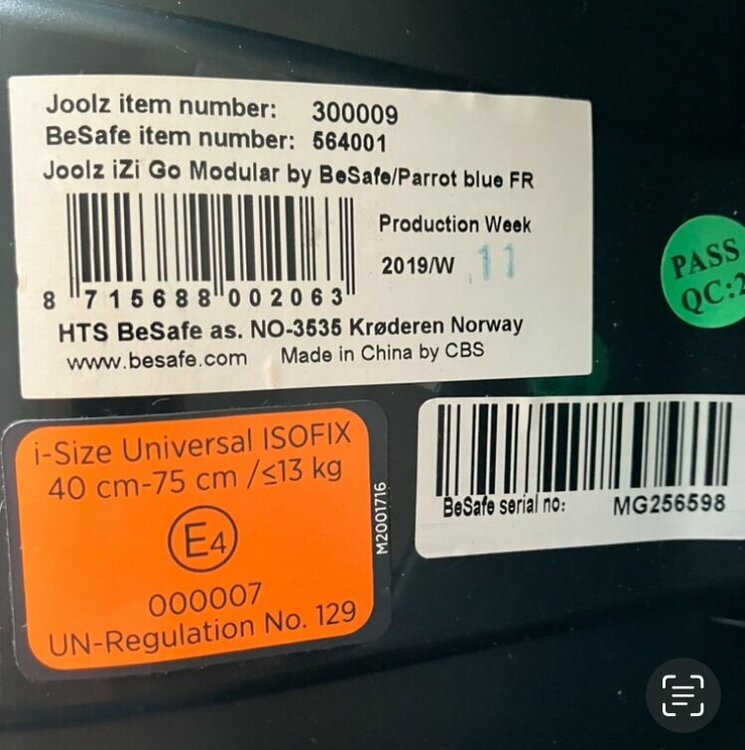 Joolz item number: 300009
BeSafe item number: 564001
Joolz iZi Go Modular by BeSafe/Parrot blue FR
Production Week
2019/W 11
8 715688 002063
HTS BeSafe as. NO-3535 Krøderen Norway
www.besafe.com Made in China by CBS
PASS
QC:2
i-Size Universal ISOFIX
40 cm-75 cm /≤13 kg
E4
000007
UN-Regulation No. 129
M2001716
BeSafe serial no: MG256598